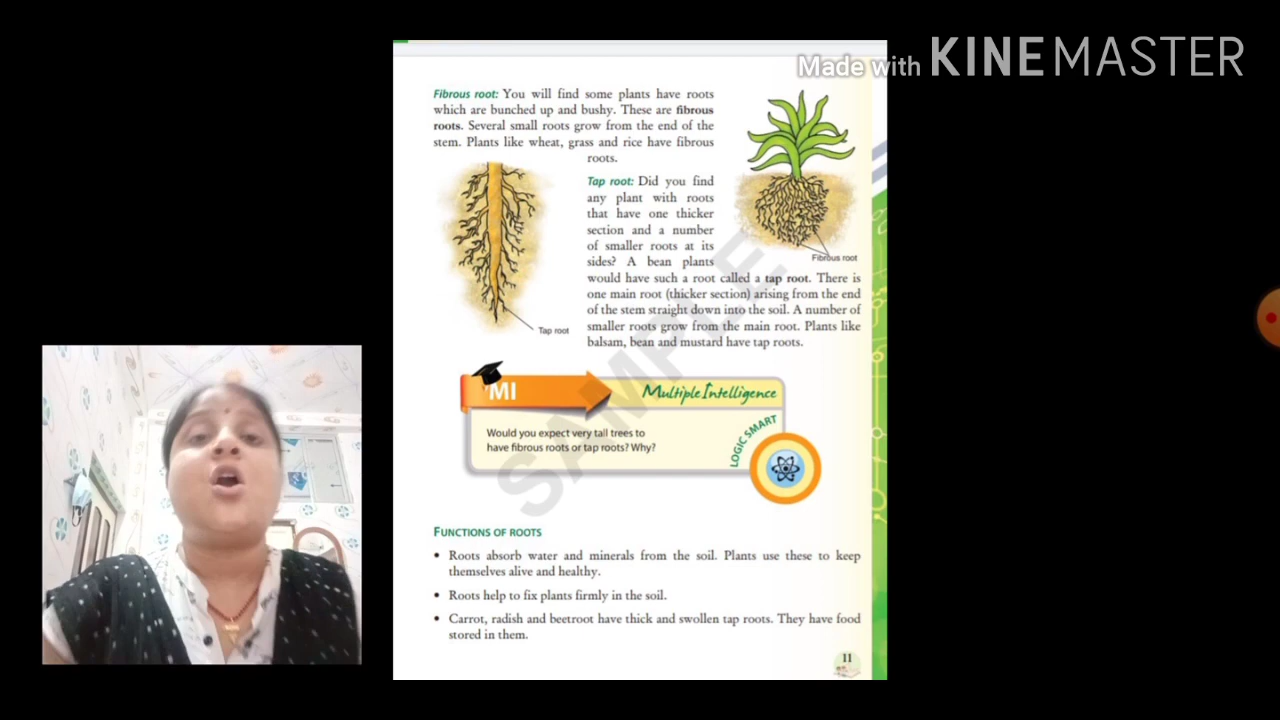 Made with KINEMASTER
Fibrous root: You will find some plants have roots
which are bunched up and bushy. These are fibrous
roots. Several small roots grow from the end of the
stem. Plants like wheat, grass and rice have fibrous
roots.
Tap root: Did you find
any plant with roots
that have one thicker
section and a number
of smaller roots at its
sides? A bean plants
would have such a root called a tap root. There is
one main root (thicker section) arising from the end
of the stem straight down into the soil. A number of
smaller roots grow from the main root. Plants like
balsam, bean and mustard have tap roots.
Fibrous root
Tap root
SAMPLE
MI
Multiple Intelligence
Would you expect very tall trees to
have fibrous roots or tap roots? Why?
LOGIC SMART
FUNCTIONS OF ROOTS
• Roots absorb water and minerals from the soil. Plants use these to keep
themselves alive and healthy.
• Roots help to fix plants firmly in the soil.
• Carrot, radish and beetroot have thick and swollen tap roots. They have food
stored in them.
11